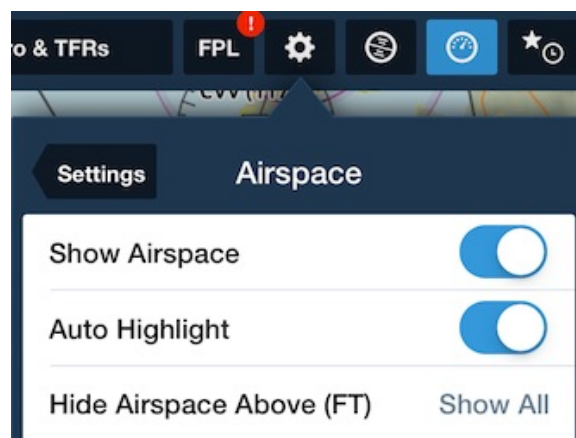 o & TFRs FPL !
Settings Airspace
Show Airspace
Auto Highlight
Hide Airspace Above (FT) Show All